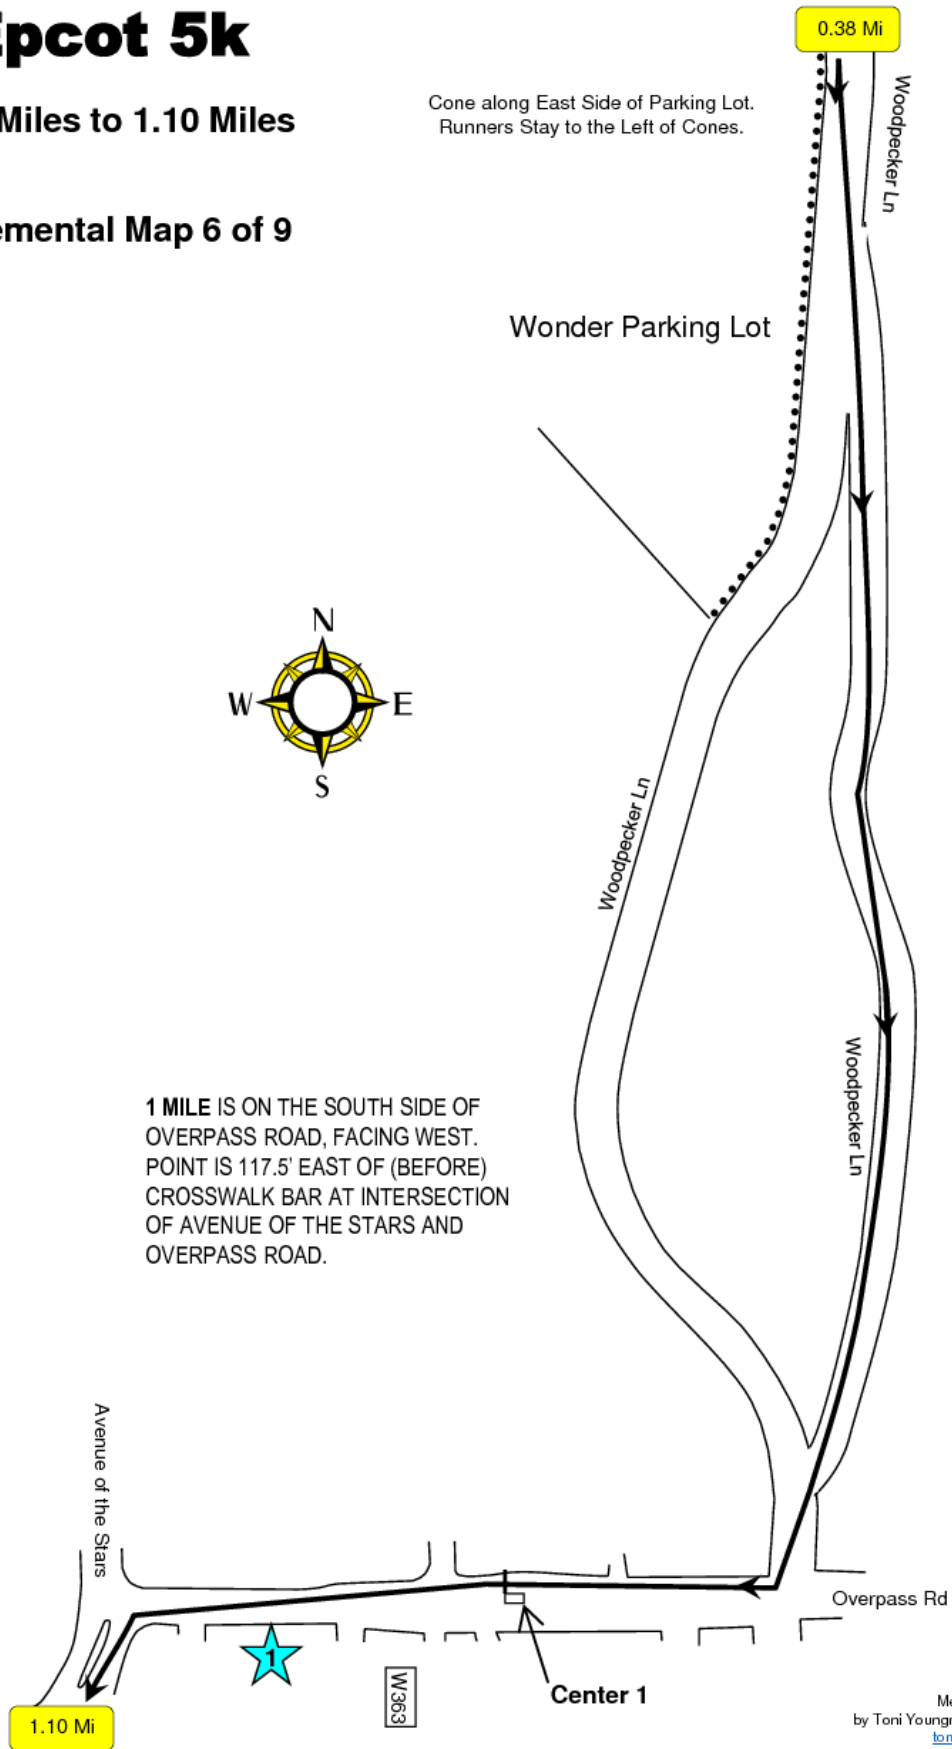 Epcot 5k
Miles to 1.10 Miles
emental Map 6 of 9
0.38 Mi
Cone along East Side of Parking Lot.
Runners Stay to the Left of Cones.
Woodpecker Ln
Wonder Parking Lot
N
W E
S
Woodpecker Ln
Woodpecker Ln
1 MILE IS ON THE SOUTH SIDE OF
OVERPASS ROAD, FACING WEST.
POINT IS 117.5' EAST OF (BEFORE)
CROSSWALK BAR AT INTERSECTION
OF AVENUE OF THE STARS AND
OVERPASS ROAD.
Avenue of the Stars
Overpass Rd
1
W363
Center 1
1.10 Mi
Me
by Toni Youngr
ton